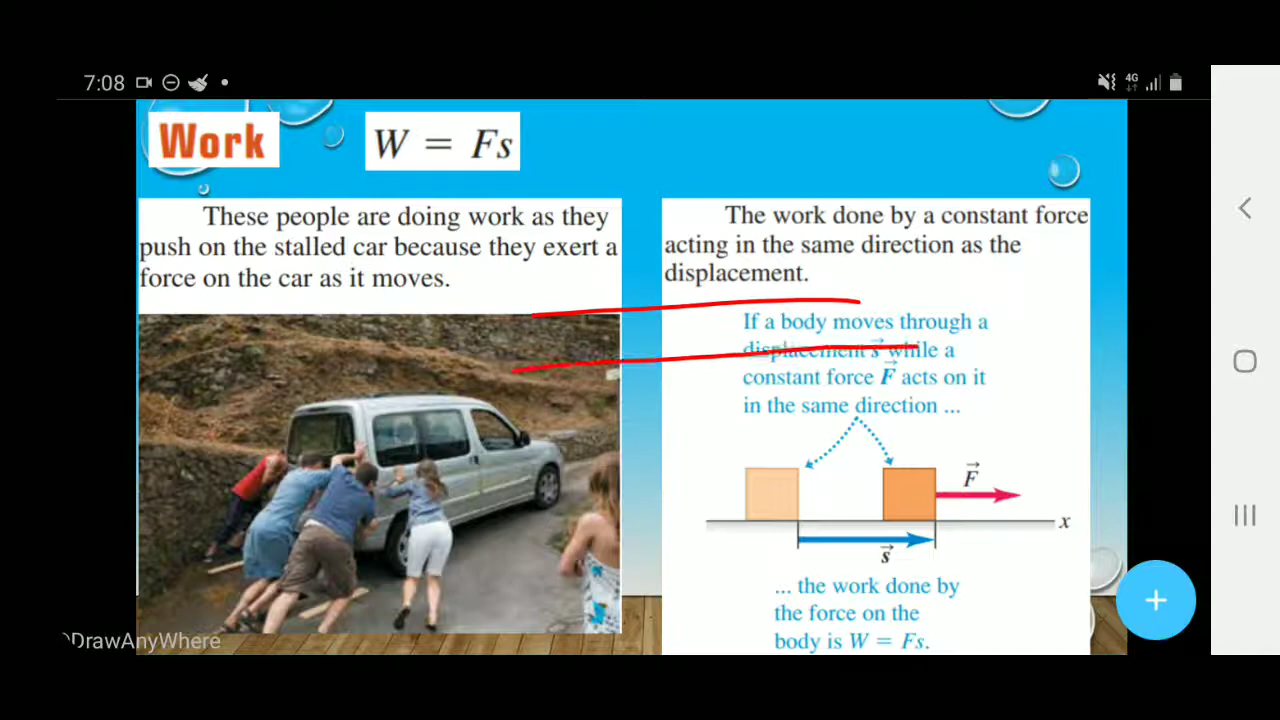 7:08
4G
Work
W = Fs
These people are doing work as they
push on the stalled car because they exert a
force on the car as it moves.
The work done by a constant force
acting in the same direction as the
displacement.
If a body moves through a
displacement s⃗ while a
constant force F⃗ acts on it
in the same direction ...
F⃗
x
s⃗
... the work done by
the force on the
body is W = Fs.
DrawAnyWhere